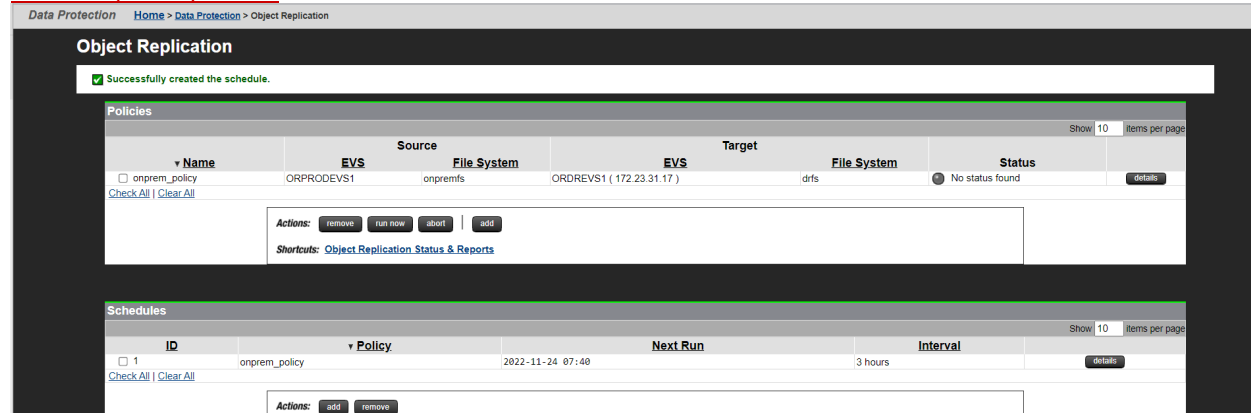 Data Protection Home > Data Protection > Object Replication
Object Replication
Successfully created the schedule.
Policies
Show 10 items per page
Source Target
▼ Name EVS File System EVS File System Status
onprem_policy ORPRODEVS1 onpremfs ORDREVS1 ( 172.23.31.17 ) drfs No status found details
Check All | Clear All
Actions: remove run now abort | add
Shortcuts: Object Replication Status & Reports
Schedules
Show 10 items per page
ID ▼ Policy Next Run Interval
1 onprem_policy 2022-11-24 07:40 3 hours details
Check All | Clear All
Actions: add remove